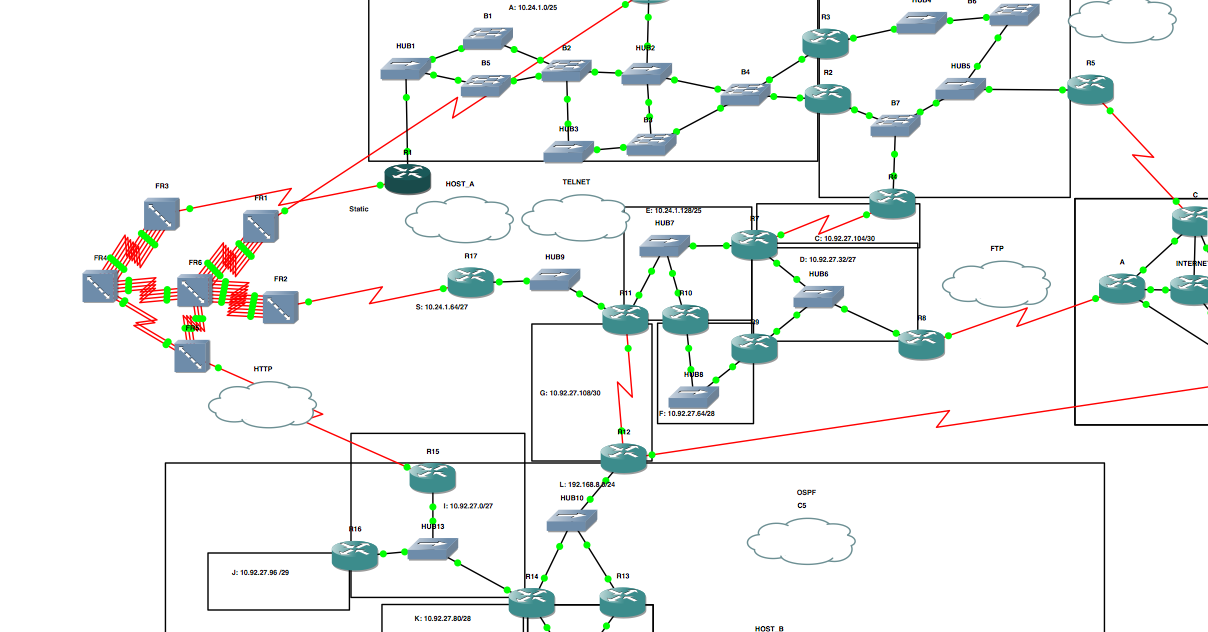 A: 10.24.1.0/25
B1
HUB1
B5
B2
HUB2
HUB3
B3
B4
R3
R2
HUB4
B6
HUB5
B7
R5
R1
R4
HOST_A
TELNET
Static
FR3
FR1
FR4
FR6
FR2
FR5
HTTP
R17
HUB9
S: 10.24.1.64/27
E: 10.24.1.128/25
HUB7
R7
C: 10.92.27.104/30
D: 10.92.27.32/27
HUB6
R11
R10
R9
R8
HUB8
F: 10.92.27.64/28
G: 10.92.27.108/30
R12
FTP
C
A
INTERNET
R15
I: 10.92.27.0/27
HUB13
R16
J: 10.92.27.96 /29
L: 192.168.8.0/24
HUB10
R14
R13
K: 10.92.27.80/28
OSPF
C5
HOST_B